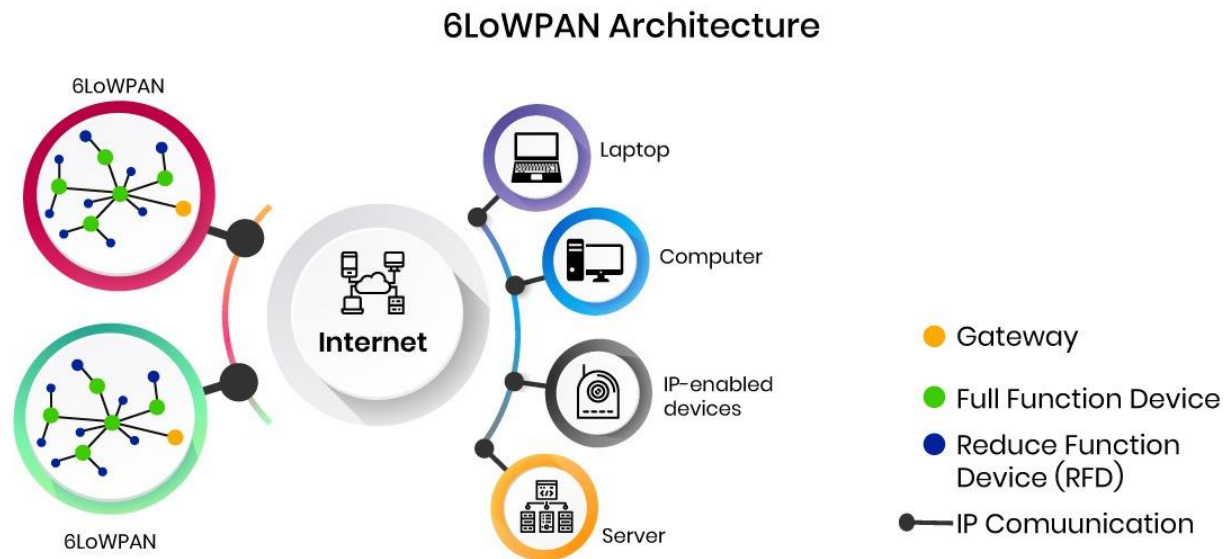 6LoWPAN Architecture
6LoWPAN
Laptop
Computer
Internet
IP-enabled
devices
Server
6LoWPAN
Gateway
Full Function Device
Reduce Function
Device (RFD)
IP Comuunication